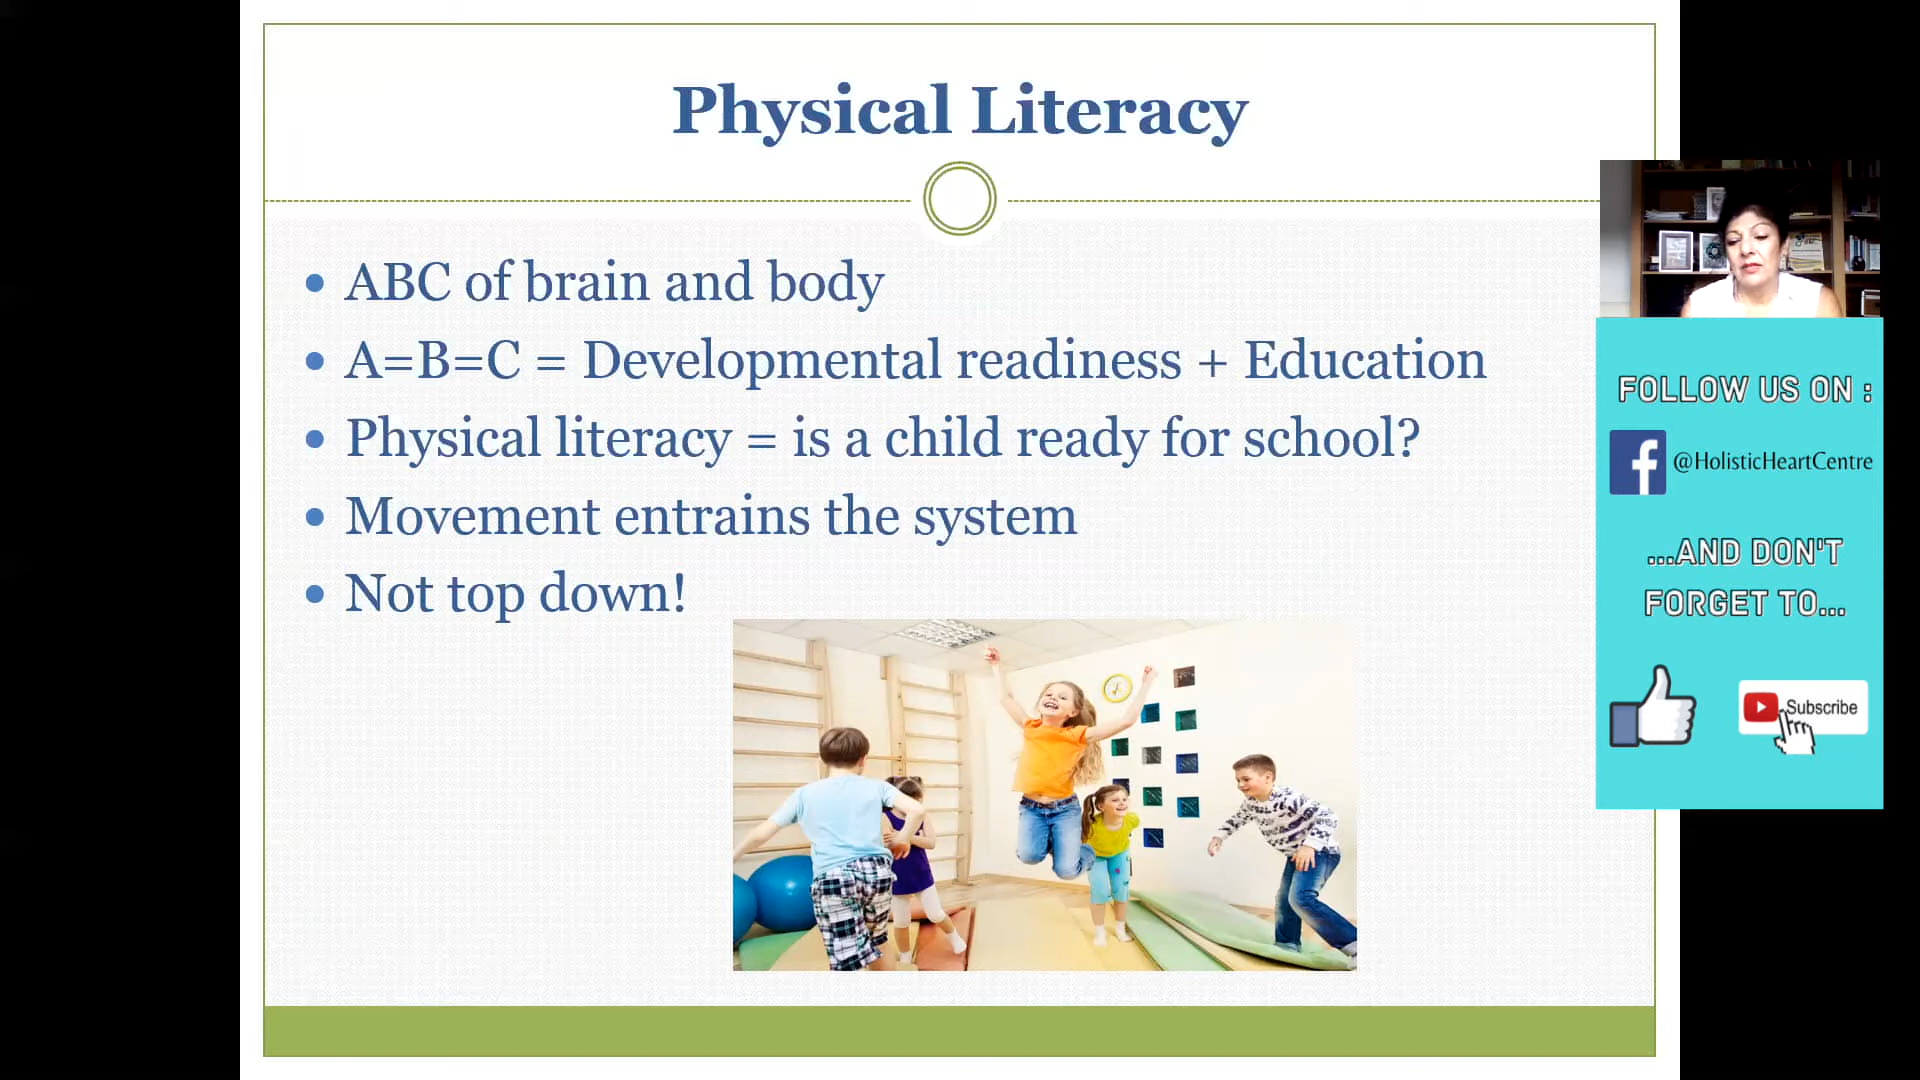 Physical Literacy
ABC of brain and body
A=B=C = Developmental readiness + Education
Physical literacy = is a child ready for school?
Movement entrains the system
Not top down!
FOLLOW US ON :
@HolisticHeartCentre
...AND DON'T
FORGET TO...
Subscribe